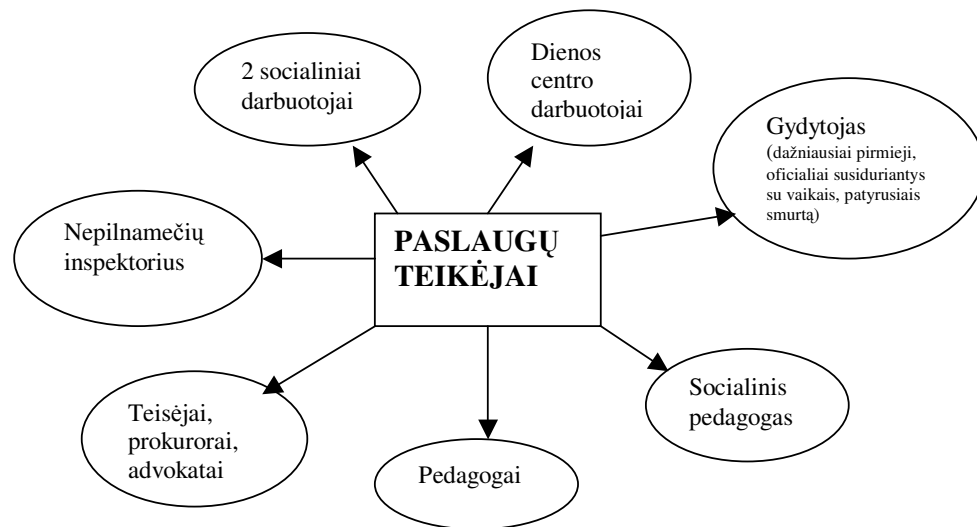 2 socialiniai
darbuotojai
Dienos
centro
darbuotojai
Gydytojas
(dažniausiai pirmieji,
oficialiai susiduriantys
su vaikais, patyrusiais
smurtą)
Nepilnamečių
inspektorius
PASLAUGŲ
TEIKĖJAI
Teisėjai,
prokurorai,
advokatai
Pedagogai
Socialinis
pedagogas